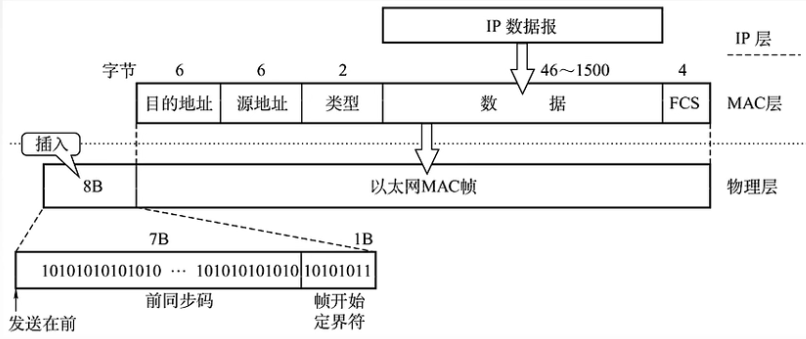 IP 数据报
IP 层
字节 6 6 2 46～1500 4
目的地址 源地址 类型 数 据 FCS MAC层
插入
8B 以太网MAC帧 物理层
7B 1B
10101010101010 … 101010101010 10101011
前同步码 帧开始
定界符
发送在前